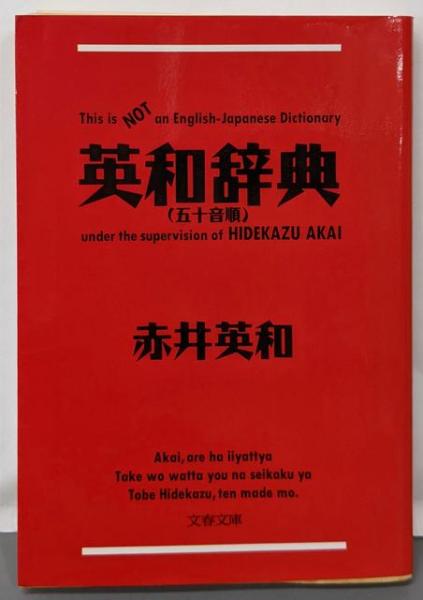 This is NOT an English-Japanese Dictionary
英和辞典
(五十音順)
under the supervision of HIDEKAZU AKAI
赤井英和
Akai, are ha iiyattya
Take wo watta you na seikaku ya
Tobe Hidekazu, ten made mo.
文春文庫